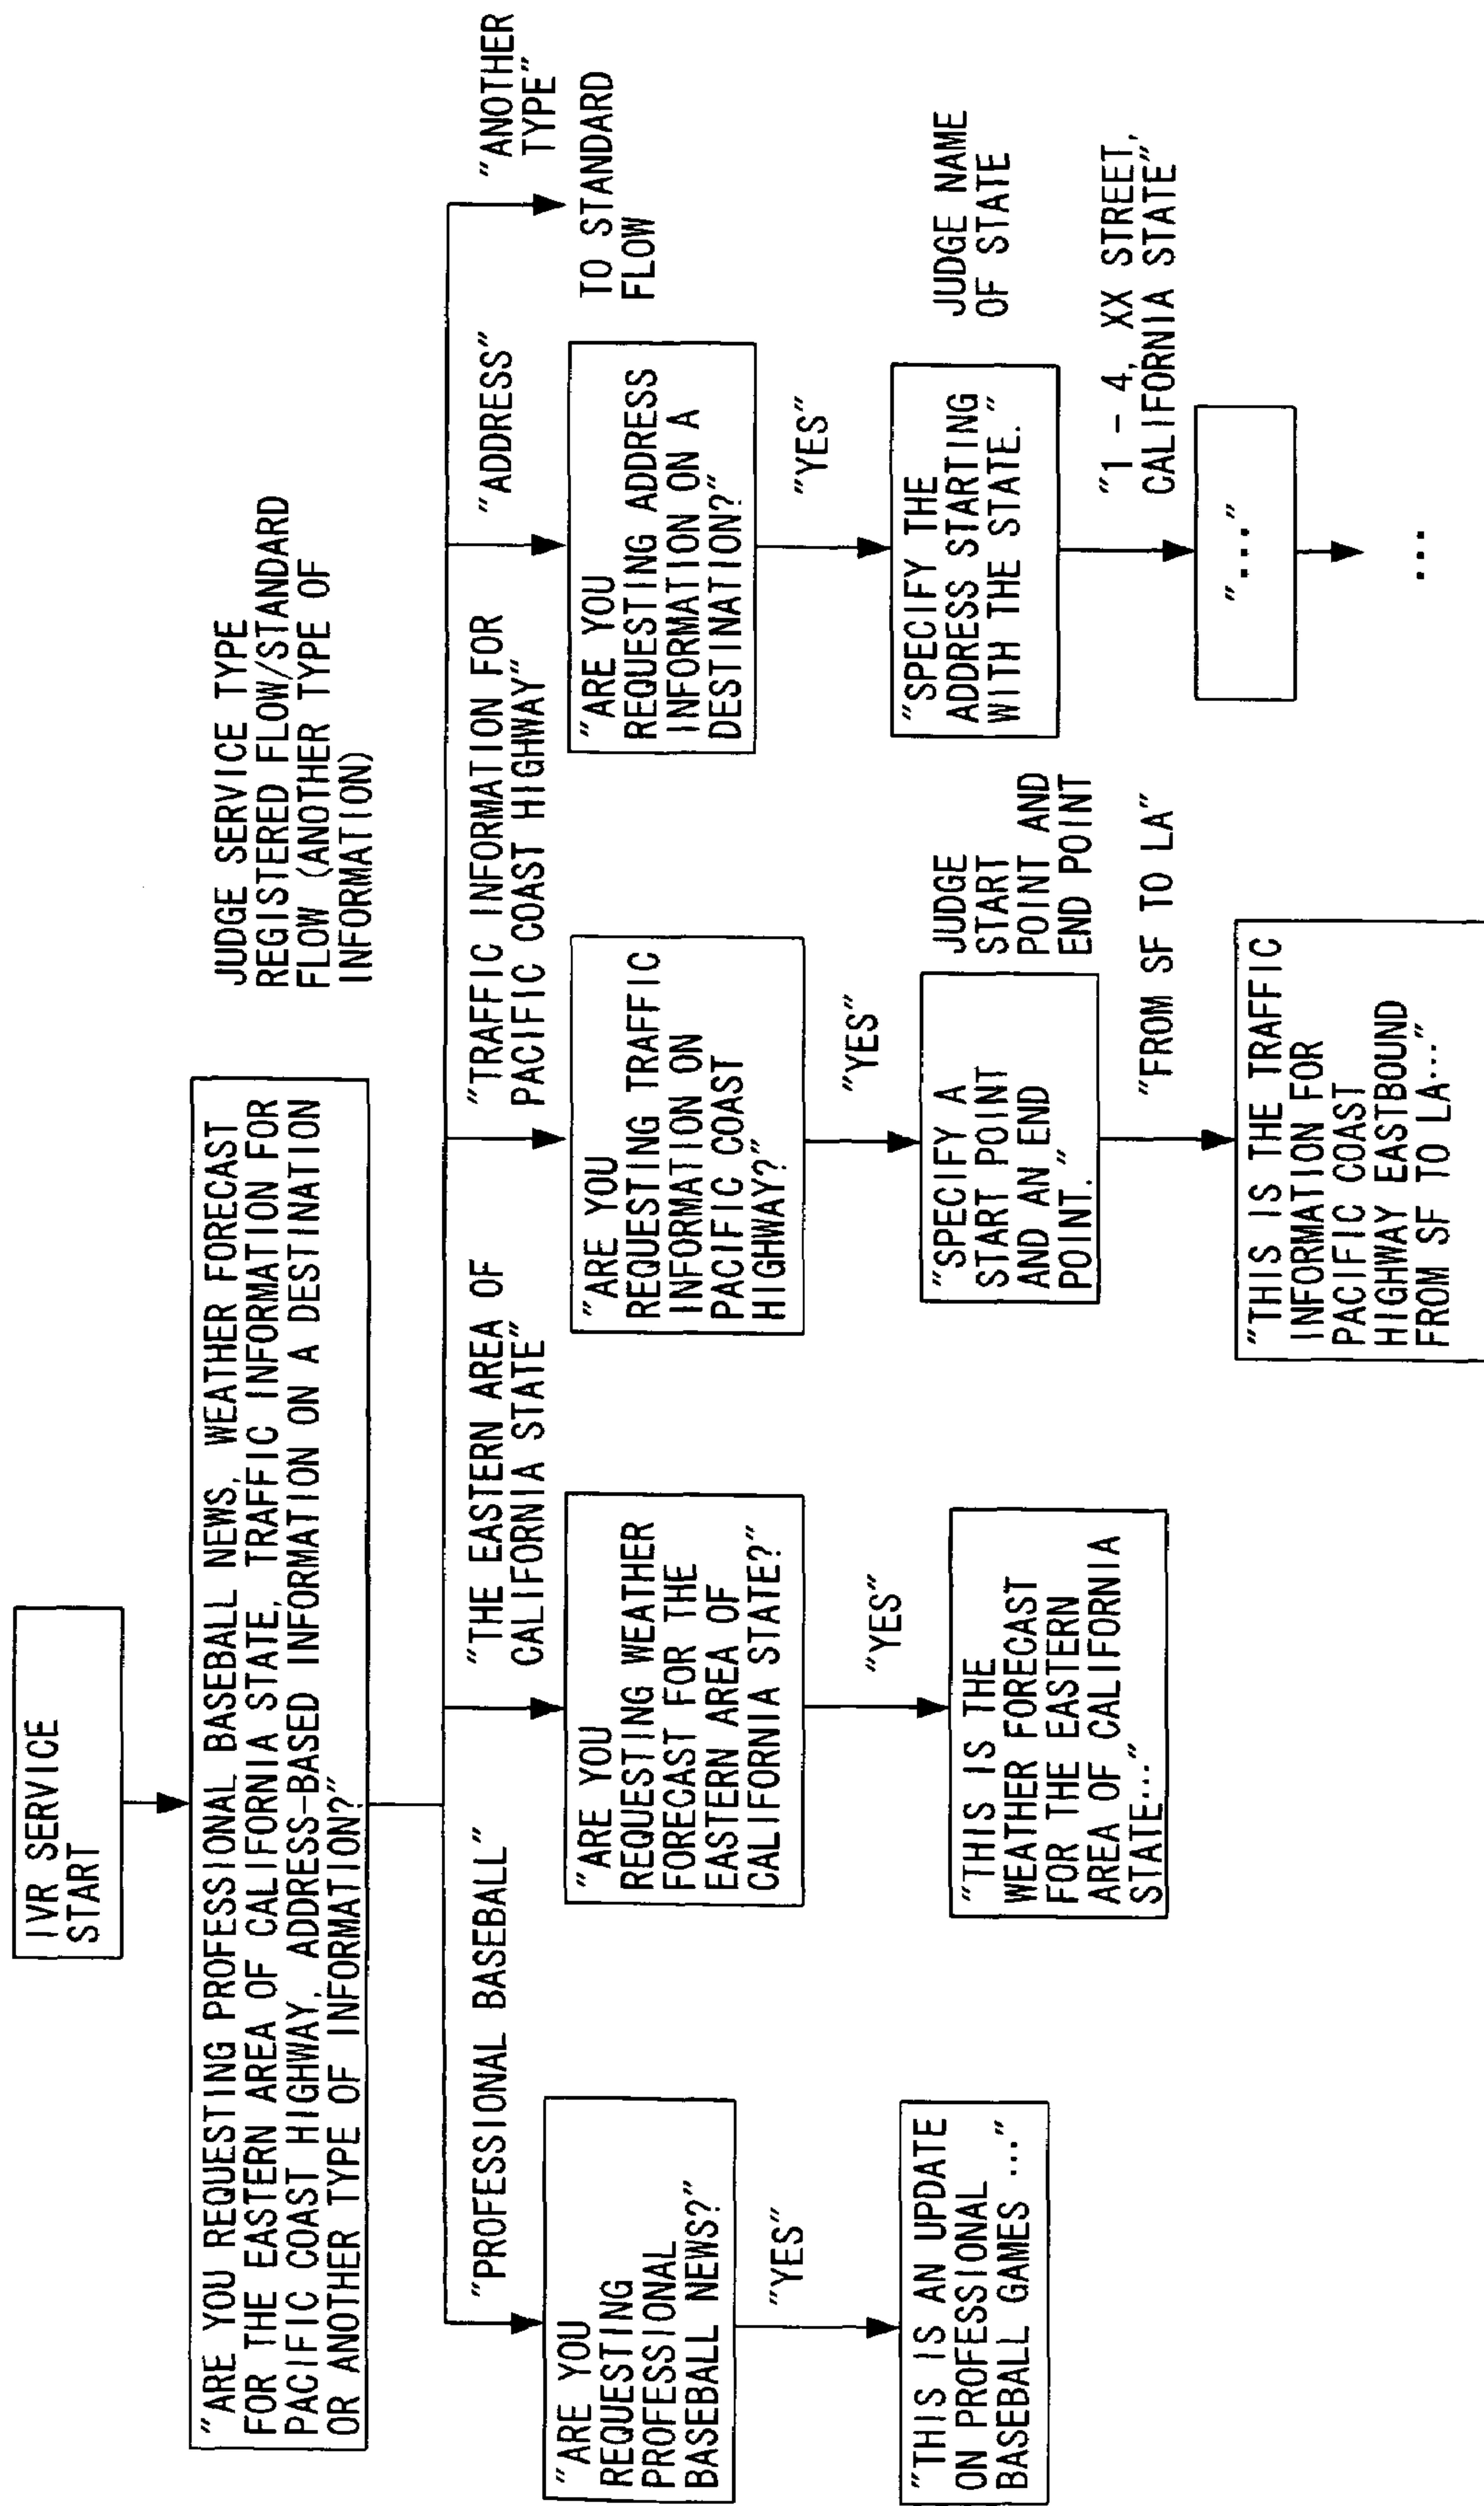 IVR SERVICE
START
"ARE YOU REQUESTING PROFESSIONAL BASEBALL NEWS, WEATHER FORECAST
FOR THE EASTERN AREA OF CALIFORNIA STATE, TRAFFIC INFORMATION FOR
PACIFIC COAST HIGHWAY, ADDRESS-BASED INFORMATION ON A DESTINATION
OR ANOTHER TYPE OF INFORMATION?"
JUDGE SERVICE TYPE
REGISTERED FLOW/STANDARD
FLOW (ANOTHER TYPE OF
INFORMATION)
"PROFESSIONAL BASEBALL"
"ARE YOU
REQUESTING
PROFESSIONAL
BASEBALL NEWS?"
"YES"
"THIS IS AN UPDATE
ON PROFESSIONAL
BASEBALL GAMES ..."
"THE EASTERN AREA OF
CALIFORNIA STATE"
"ARE YOU
REQUESTING WEATHER
FORECAST FOR THE
EASTERN AREA OF
CALIFORNIA STATE?"
"YES"
"THIS IS THE
WEATHER FORECAST
FOR THE EASTERN
AREA OF CALIFORNIA
STATE..."
"TRAFFIC INFORMATION FOR
PACIFIC COAST HIGHWAY"
"ARE YOU
REQUESTING TRAFFIC
INFORMATION ON
PACIFIC COAST
HIGHWAY?"
"YES"
"SPECIFY A
START POINT
AND AN END
POINT."
JUDGE
START
POINT AND
END POINT
"FROM SF TO LA"
"THIS IS THE TRAFFIC
INFORMATION FOR
PACIFIC COAST
HIGHWAY EASTBOUND
FROM SF TO LA..."
"ADDRESS"
"ARE YOU
REQUESTING ADDRESS
INFORMATION ON A
DESTINATION?"
"YES"
"SPECIFY THE
ADDRESS STARTING
WITH THE STATE."
JUDGE NAME
OF STATE
"1 - 4, XX STREET,
CALIFORNIA STATE"
"..."
...
"ANOTHER
TYPE"
TO STANDARD
FLOW